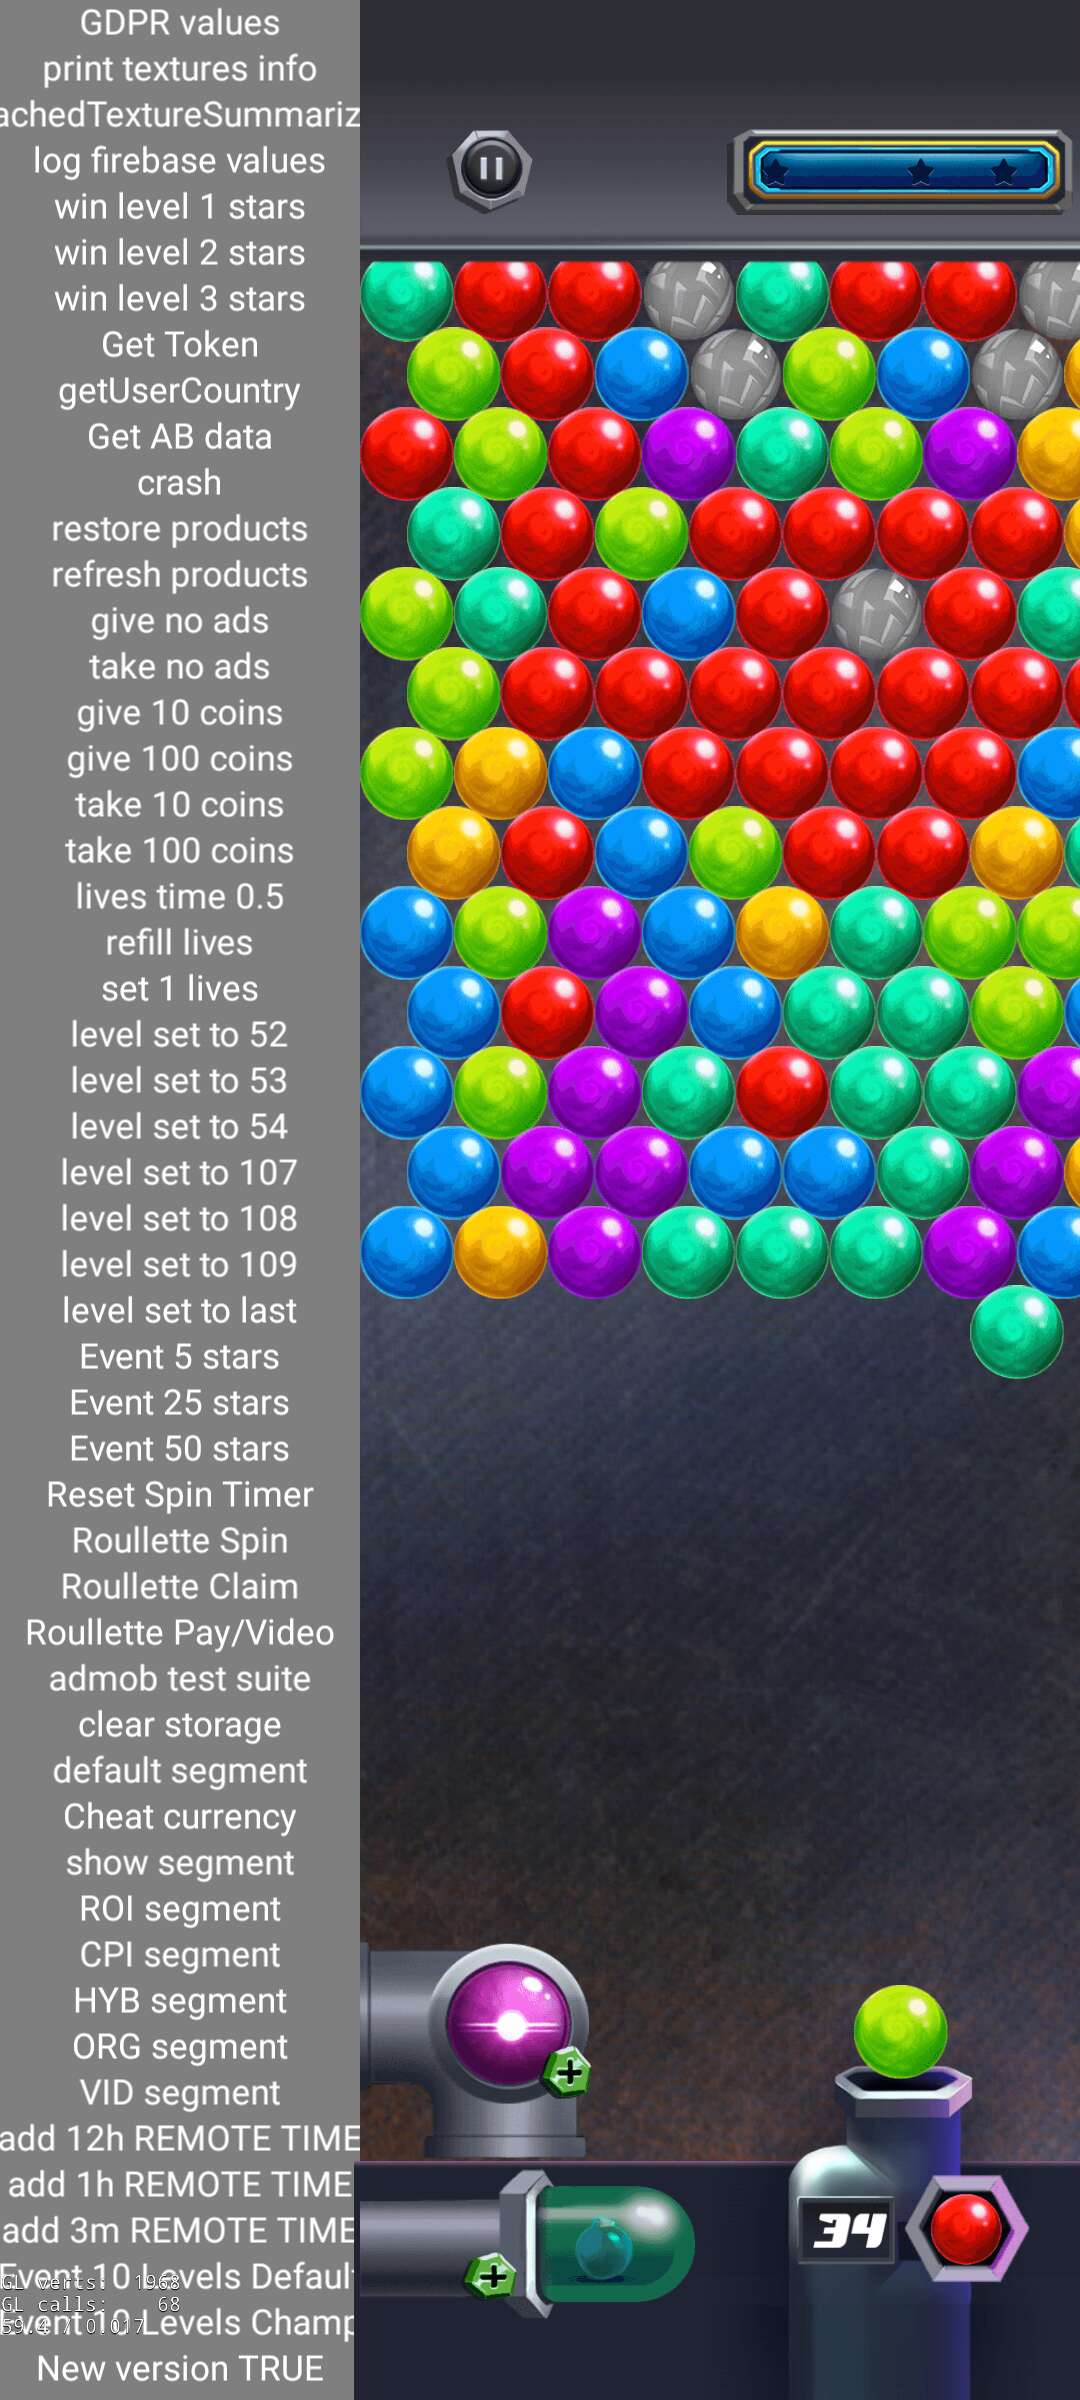 GDPR values
print textures info
achedTextureSummariz
log firebase values
win level 1 stars
win level 2 stars
win level 3 stars
Get Token
getUserCountry
Get AB data
crash
restore products
refresh products
give no ads
take no ads
give 10 coins
give 100 coins
take 10 coins
take 100 coins
lives time 0.5
refill lives
set 1 lives
level set to 52
level set to 53
level set to 54
level set to 107
level set to 108
level set to 109
level set to last
Event 5 stars
Event 25 stars
Event 50 stars
Reset Spin Timer
Roullette Spin
Roullette Claim
Roullette Pay/Video
admob test suite
clear storage
default segment
Cheat currency
show segment
ROI segment
CPI segment
HYB segment
ORG segment
VID segment
add 12h REMOTE TIME
add 1h REMOTE TIME
add 3m REMOTE TIME
Event 10 Levels Defaul
GL verts: 1968
GL calls: 68
Event 10 Levels Champ
59.4 / 0.017
New version TRUE
34